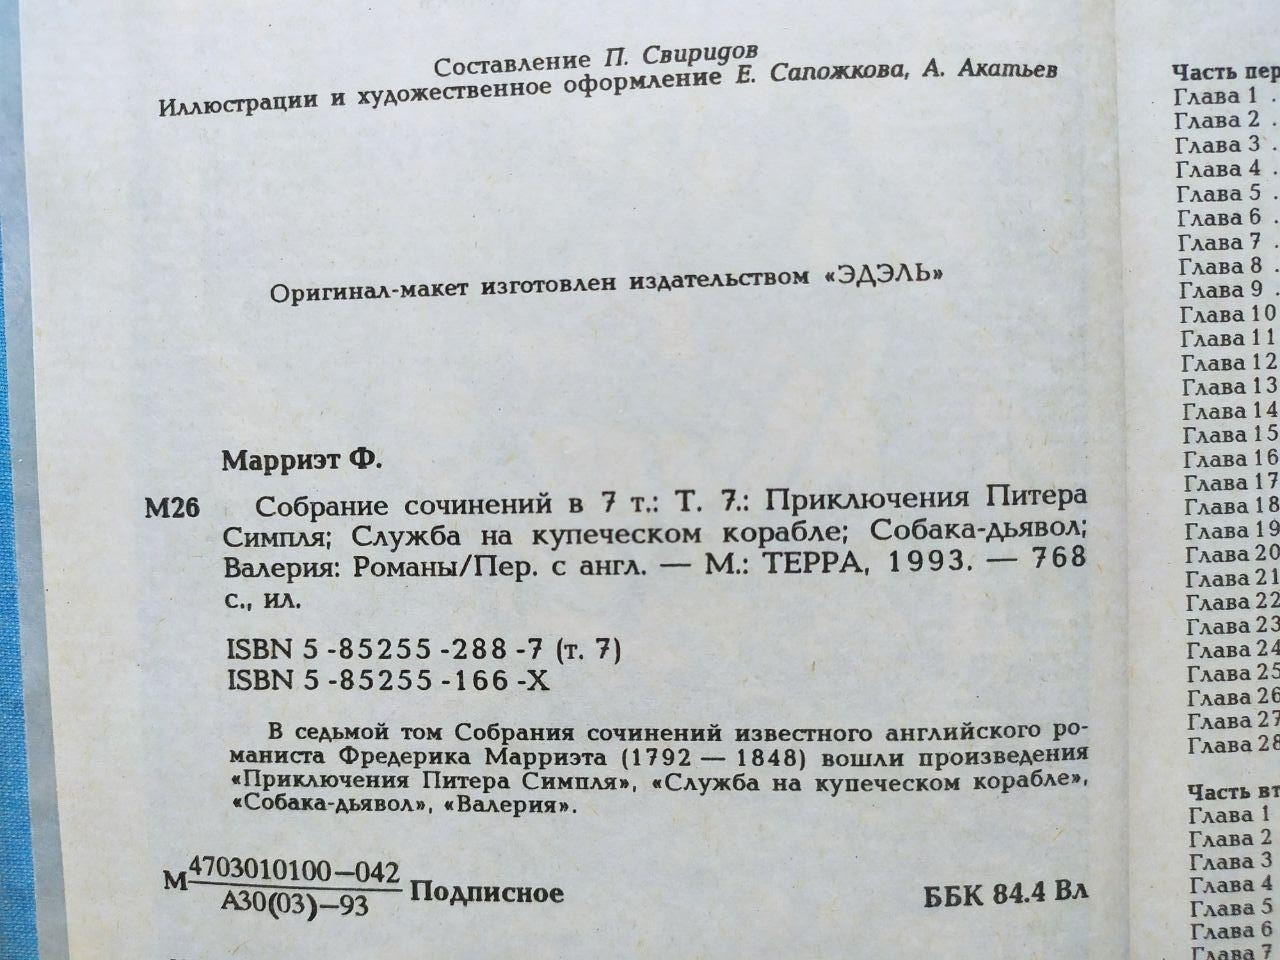 Составление П. Свиридов
Иллюстрации и художественное оформление Е. Сапожкова, А. Акатьев
Оригинал-макет изготовлен издательством «ЭДЭЛЬ»
Марриэт Ф.
М26 Собрание сочинений в 7 т.: Т. 7.: Приключения Питера
Симпля; Служба на купеческом корабле; Собака-дьявол;
Валерия: Романы/Пер. с англ. — М.: ТЕРРА, 1993. — 768
с., ил.
ISBN 5 -85255 -288 -7 (т. 7)
ISBN 5 -85255 -166 -X
В седьмой том Собрания сочинений известного английского ро-
маниста Фредерика Марриэта (1792 — 1848) вошли произведения
«Приключения Питера Симпля», «Служба на купеческом корабле»,
«Собака-дьявол», «Валерия».
М 4703010100—042
А30(03)—93
Подписное
ББК 84.4 Вл
Часть
Глава 1 .
Глава 2 .
Глава 3 .
Глава 4 .
Глава 5 .
Глава 6 .
Глава 7 .
Глава 8 .
Глава 9 .
Глава 10
Глава 11
Глава 12
Глава 13
Глава 14
Глава 15
Глава 16
Глава 17
Глава 18
Глава 19
Глава 20
Глава 21
Глава 22
Глава 23
Глава 24
Глава 25
Глава 26
Глава 27
Глава 28
Часть
Глава 1
Глава 2
Глава 3
Глава 4
Глава 5
Глава 6
Глава 7